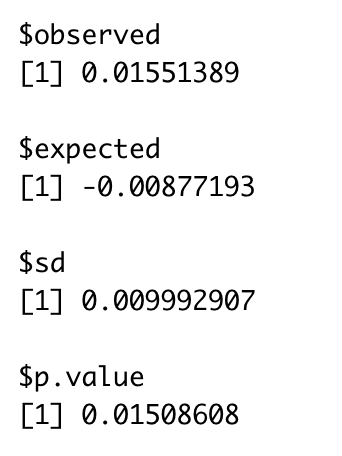 $observed
[1] 0.01551389
$expected
[1] -0.00877193
$sd
[1] 0.009992907
$p.value
[1] 0.01508608